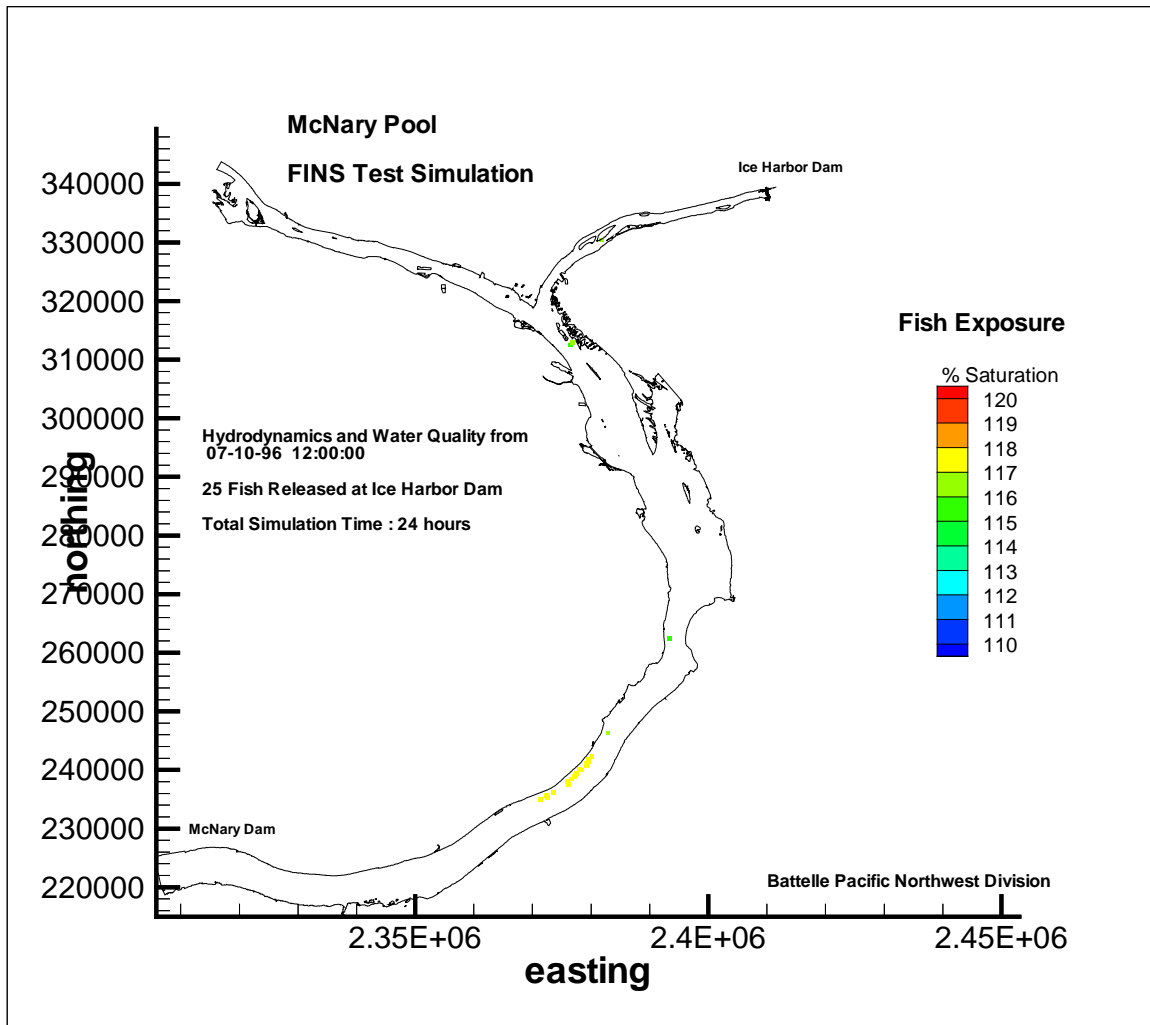 McNary Pool
FINS Test Simulation
Ice Harbor Dam
340000
330000
320000
310000
300000
290000
280000
270000
260000
250000
240000
230000
220000
northing
Hydrodynamics and Water Quality from
07-10-96 12:00:00
25 Fish Released at Ice Harbor Dam
Total Simulation Time : 24 hours
Fish Exposure
% Saturation
120
119
118
117
116
115
114
113
112
111
110
McNary Dam
Battelle Pacific Northwest Division
2.35E+06
2.4E+06
2.45E+06
easting